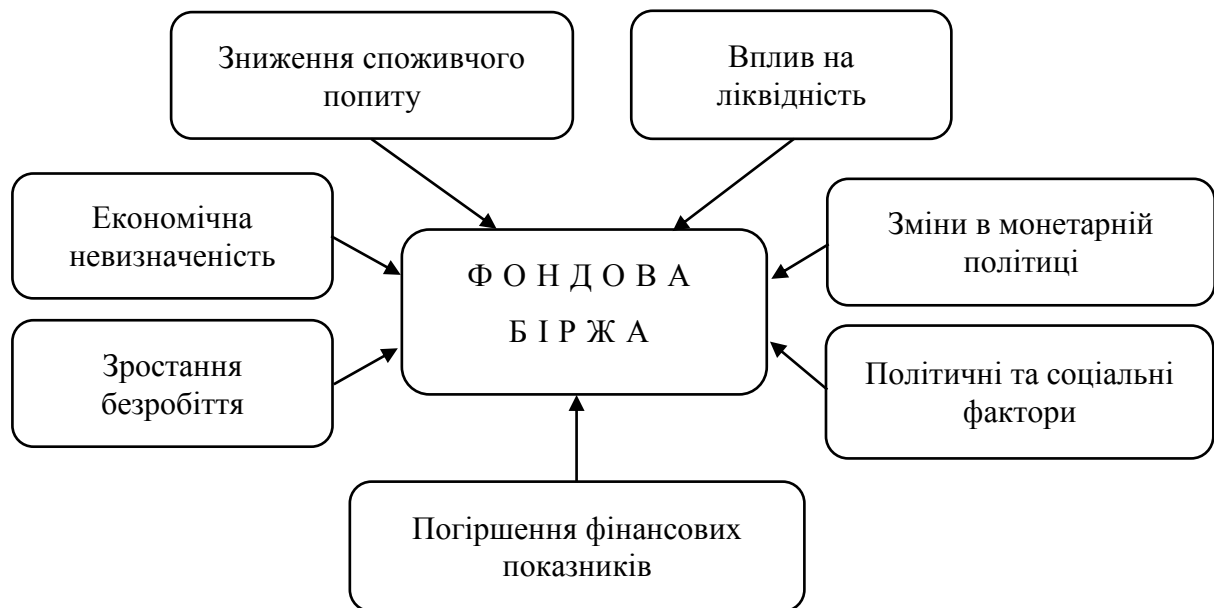 Зниження споживчого
попиту
Вплив на
ліквідність
Економічна
невизначеність
Ф О Н Д О В А
Б І Р Ж А
Зміни в монетарній
політиці
Зростання
безробіття
Політичні та соціальні
фактори
Погіршення фінансових
показників